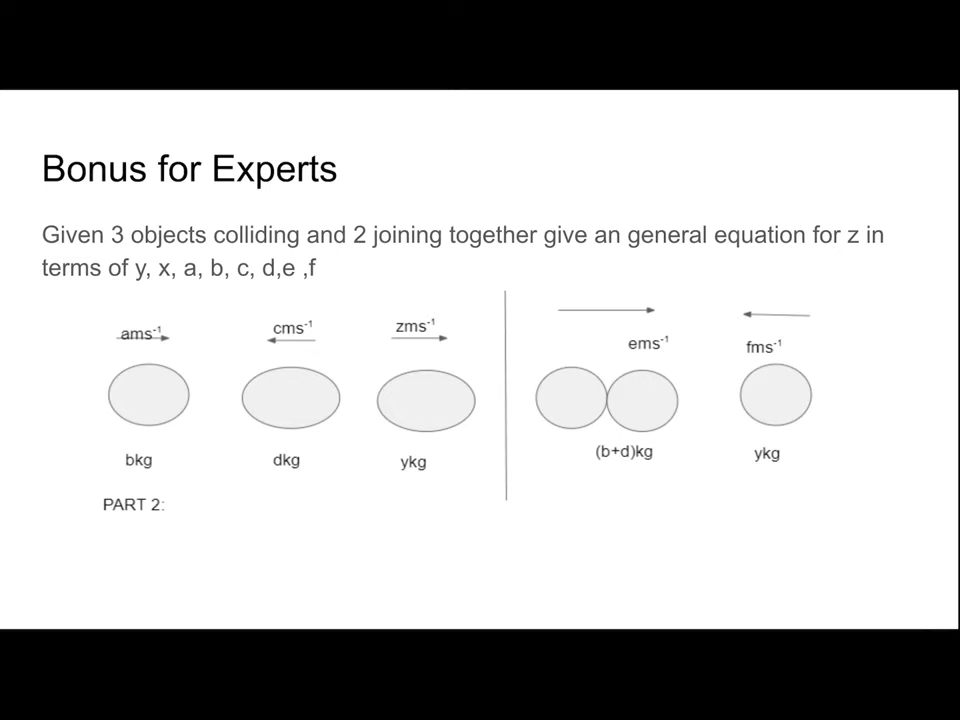 Bonus for Experts
Given 3 objects colliding and 2 joining together give an general equation for z in
terms of y, x, a, b, c, d,e ,f
ams⁻¹
cms⁻¹
zms⁻¹
ems⁻¹
fms⁻¹
bkg
dkg
ykg
(b+d)kg
ykg
PART 2: